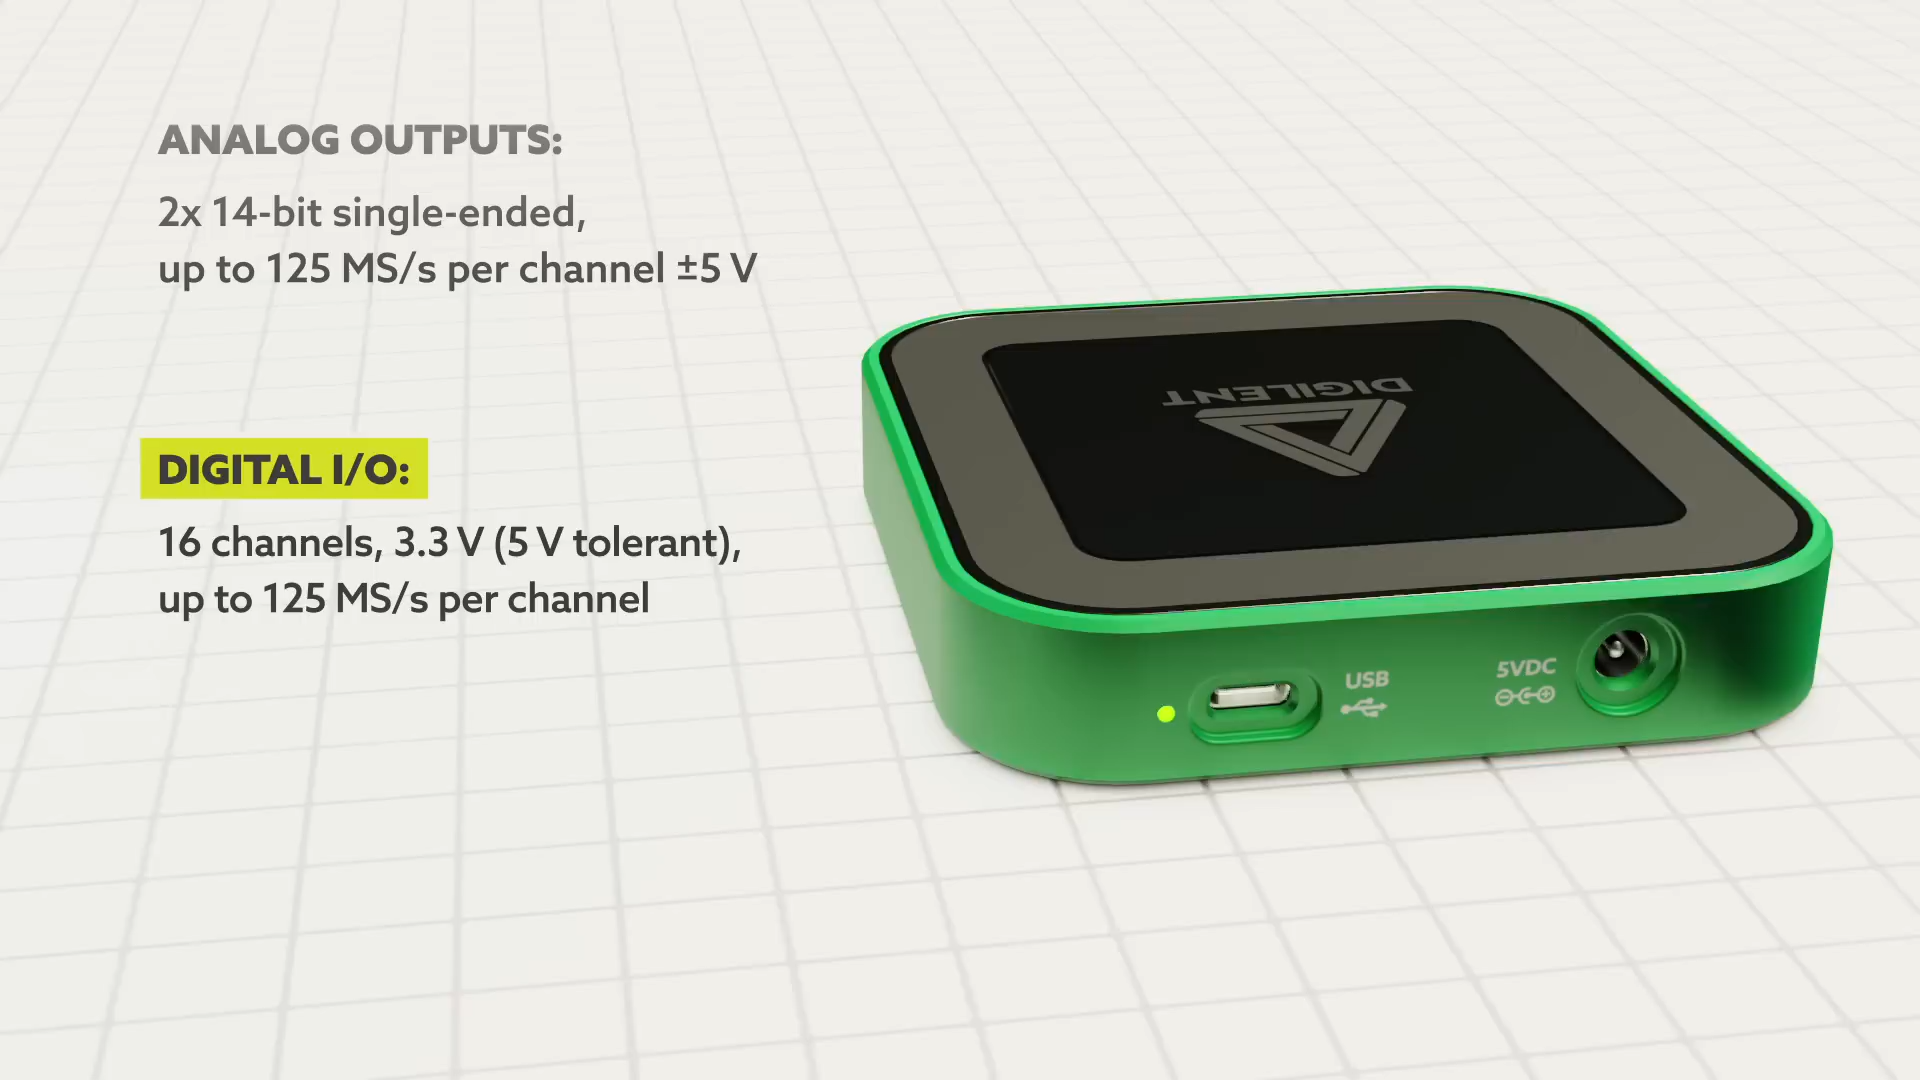 ANALOG OUTPUTS:
2x 14-bit single-ended,
up to 125 MS/s per channel ±5 V
DIGITAL I/O:
16 channels, 3.3 V (5 V tolerant),
up to 125 MS/s per channel
DIGILENT
USB
5VDC